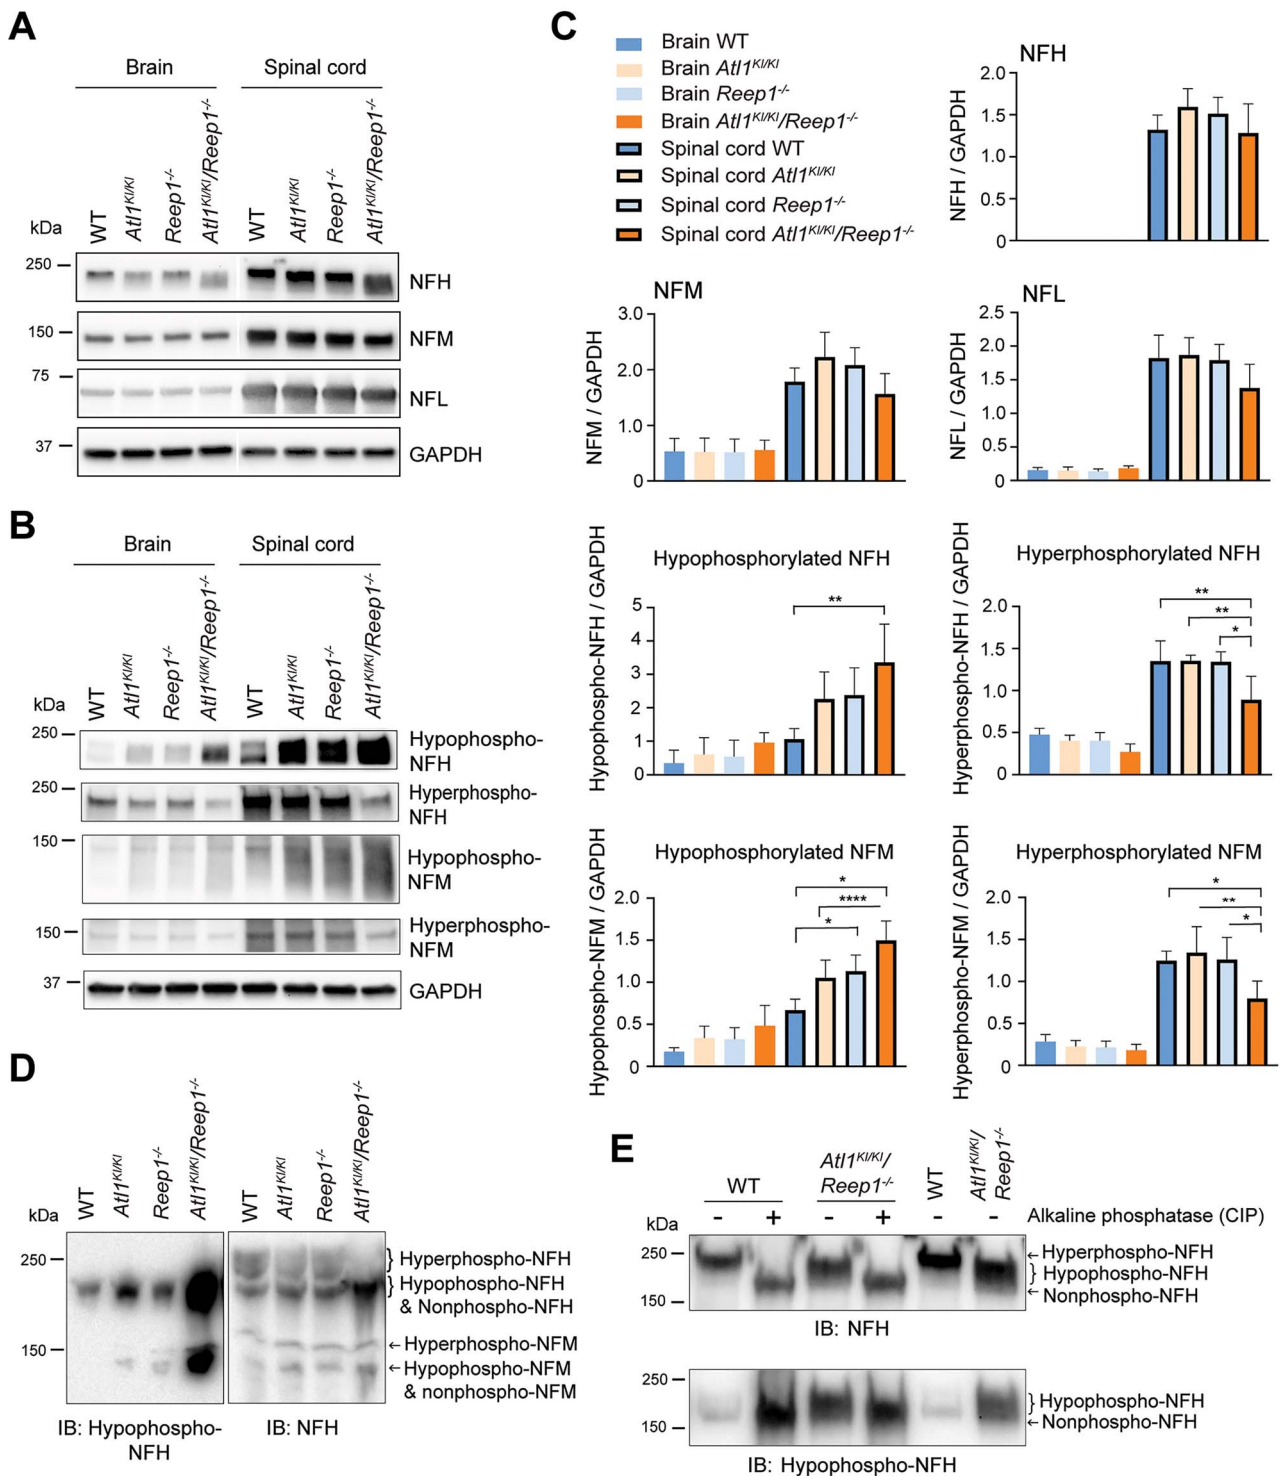 A
Brain
Spinal cord
WT
Atl1KI/KI
Reep1-/-
Atl1KI/KI/Reep1-/-
WT
Atl1KI/KI
Reep1-/-
Atl1KI/KI/Reep1-/-
kDa
250
NFH
150
NFM
75
NFL
37
GAPDH
B
Brain
Spinal cord
WT
Atl1KI/KI
Reep1-/-
Atl1KI/KI/Reep1-/-
WT
Atl1KI/KI
Reep1-/-
Atl1KI/KI/Reep1-/-
kDa
250
Hypophospho-
NFH
250
Hyperphospho-
NFH
150
Hypophospho-
NFM
150
Hyperphospho-
NFM
37
GAPDH
C
Brain WT
Brain Atl1KI/KI
Brain Reep1-/-
Brain Atl1KI/KI/Reep1-/-
Spinal cord WT
Spinal cord Atl1KI/KI
Spinal cord Reep1-/-
Spinal cord Atl1KI/KI/Reep1-/-
NFH
NFH / GAPDH
2.0
1.5
1.0
0.5
0
NFM
NFM / GAPDH
3.0
2.0
1.0
0
NFL
NFL / GAPDH
2.5
2.0
1.5
1.0
0.5
0
Hypophosphorylated NFH
Hypophospho-NFH / GAPDH
5
4
3
2
1
0
**
Hyperphosphorylated NFH
Hyperphospho-NFH / GAPDH
2.0
1.5
1.0
0.5
0
**
**
*
Hypophosphorylated NFM
Hypophospho-NFM / GAPDH
2.0
1.5
1.0
0.5
0
*
****
*
Hyperphosphorylated NFM
Hyperphospho-NFM / GAPDH
2.0
1.5
1.0
0.5
0
*
**
*
D
WT
Atl1KI/KI
Reep1-/-
Atl1KI/KI/Reep1-/-
WT
Atl1KI/KI
Reep1-/-
Atl1KI/KI/Reep1-/-
kDa
250
150
Hyperphospho-NFH
Hypophospho-NFH
& Nonphospho-NFH
←Hyperphospho-NFM
←Hypophospho-NFM
& nonphospho-NFM
IB: Hypophospho-
NFH
IB: NFH
E
WT
Atl1KI/KI/
Reep1-/-
WT
Atl1KI/KI/
Reep1-/-
kDa
- + - + - -
Alkaline phosphatase (CIP)
250
150
←Hyperphospho-NFH
Hypophospho-NFH
←Nonphospho-NFH
IB: NFH
250
150
Hypophospho-NFH
←Nonphospho-NFH
IB: Hypophospho-NFH